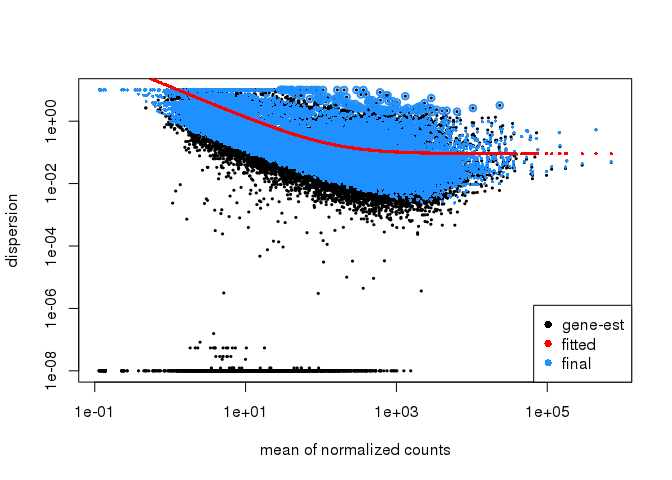 dispersion
1e+00
1e-02
1e-04
1e-06
1e-08
gene-est
fitted
final
1e-01
1e+01
1e+03
1e+05
mean of normalized counts